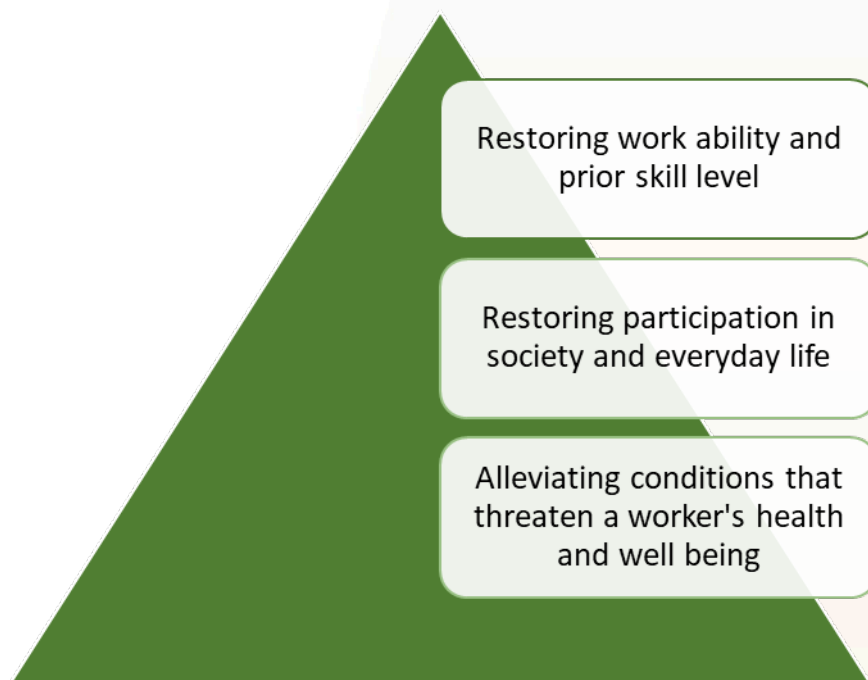 Restoring work ability and
prior skill level
Restoring participation in
society and everyday life
Alleviating conditions that
threaten a worker's health
and well being